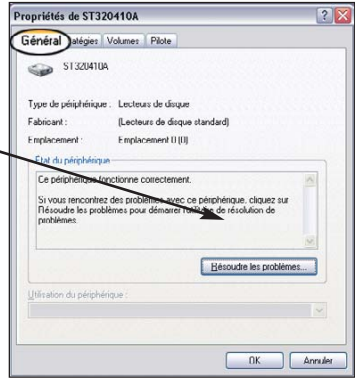 Propriétés de ST320410A
Général Stratégies Volumes Pilote
ST320410A
Type de périphérique : Lecteurs de disque
Fabricant : (Lecteurs de disque standard)
Emplacement : Emplacement 0 (0)
État du périphérique
Ce périphérique fonctionne correctement.
Si vous rencontrez des problèmes avec ce périphérique, cliquez sur
Résoudre les problèmes pour démarrer l'utilitaire de résolution de
problèmes.
Résoudre les problèmes...
Utilisation du périphérique :
OK Annuler